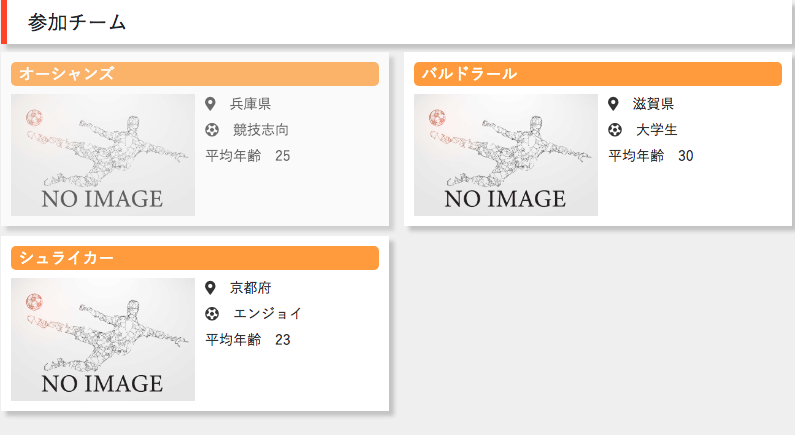 参加チーム
オーシャンズ
兵庫県
競技志向
平均年齢　25
NO IMAGE
バルドラール
滋賀県
大学生
平均年齢　30
NO IMAGE
シュライカー
京都府
エンジョイ
平均年齢　23
NO IMAGE